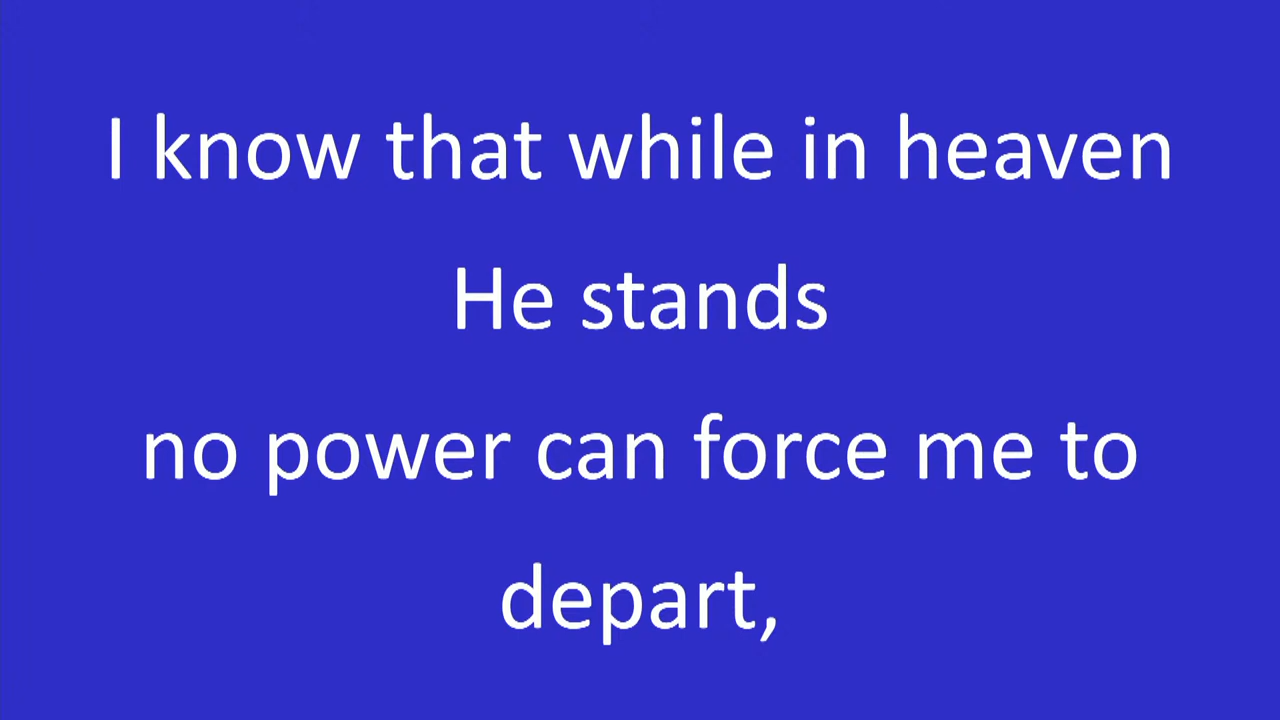 I know that while in heaven
He stands
no power can force me to
depart,